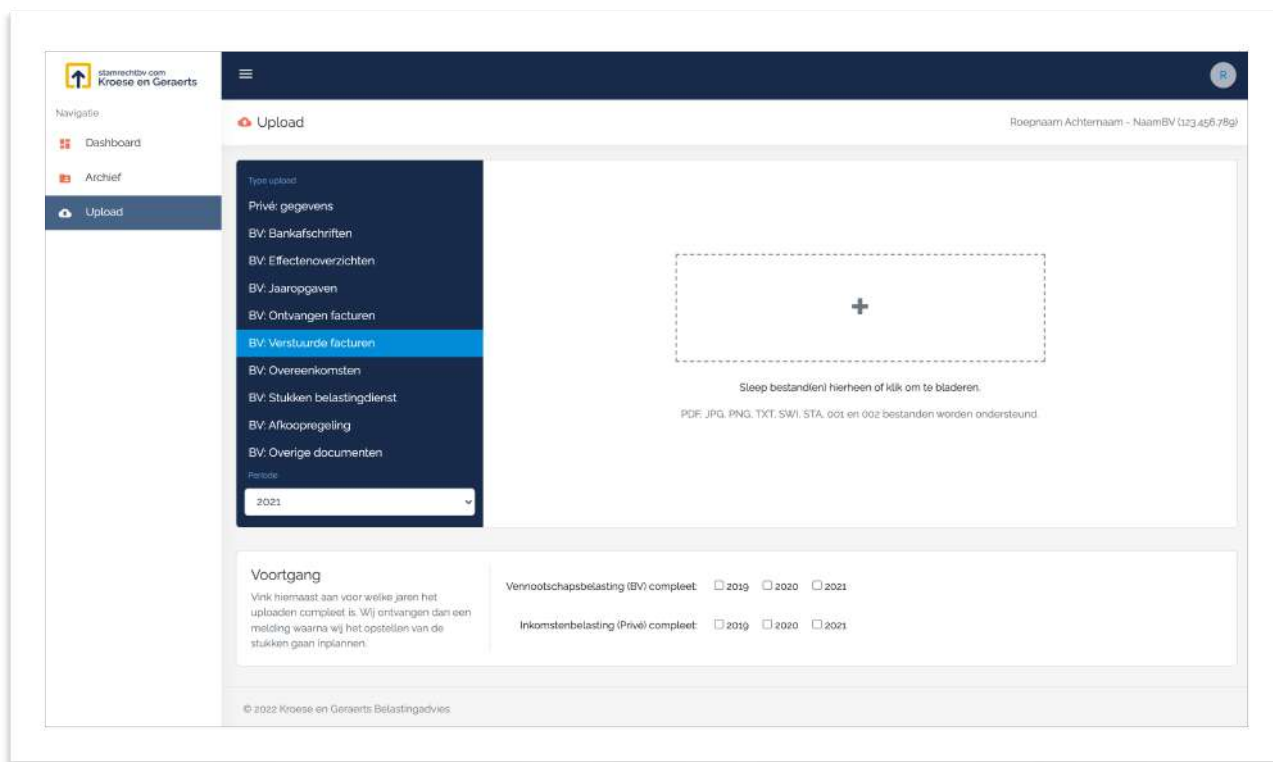 stamrechtbv.com
Kroese en Geraerts
R
Navigatie
Upload
Roepnaam Achternaam - NaamBV (123.456.789)
Dashboard
Archief
Upload
Type upload
Privé: gegevens
BV: Bankafschriften
BV: Effectenoverzichten
BV: Jaaropgaven
BV: Ontvangen facturen
BV: Verstuurde facturen
BV: Overeenkomsten
BV: Stukken belastingdienst
BV: Afkoopregeling
BV: Overige documenten
Periode
2021
Sleep bestand(en) hierheen of klik om te bladeren.
PDF, JPG, PNG, TXT, SWI, STA, 001 en 002 bestanden worden ondersteund.
Voortgang
Vink hiernaast aan voor welke jaren het
uploaden compleet is. Wij ontvangen dan een
melding waarna wij het opstellen van de
stukken gaan inplannen.
Vennootschapsbelasting (BV) compleet: 2019 2020 2021
Inkomstenbelasting (Privé) compleet: 2019 2020 2021
© 2022 Kroese en Geraerts Belastingadvies